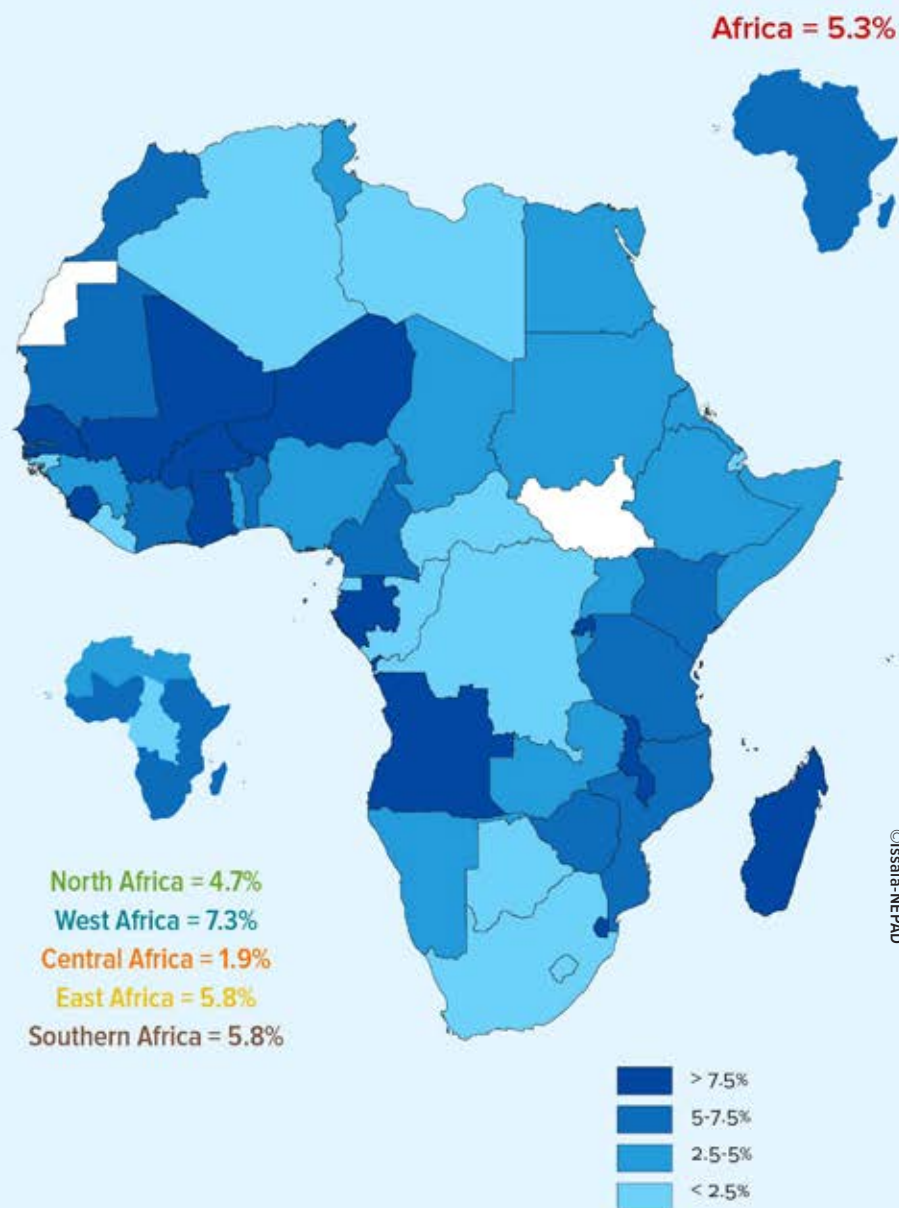 Africa = 5.3%
©Issala-NEPAD
North Africa = 4.7%
West Africa = 7.3%
Central Africa = 1.9%
East Africa = 5.8%
Southern Africa = 5.8%
> 7.5%
5-7.5%
2.5-5%
< 2.5%